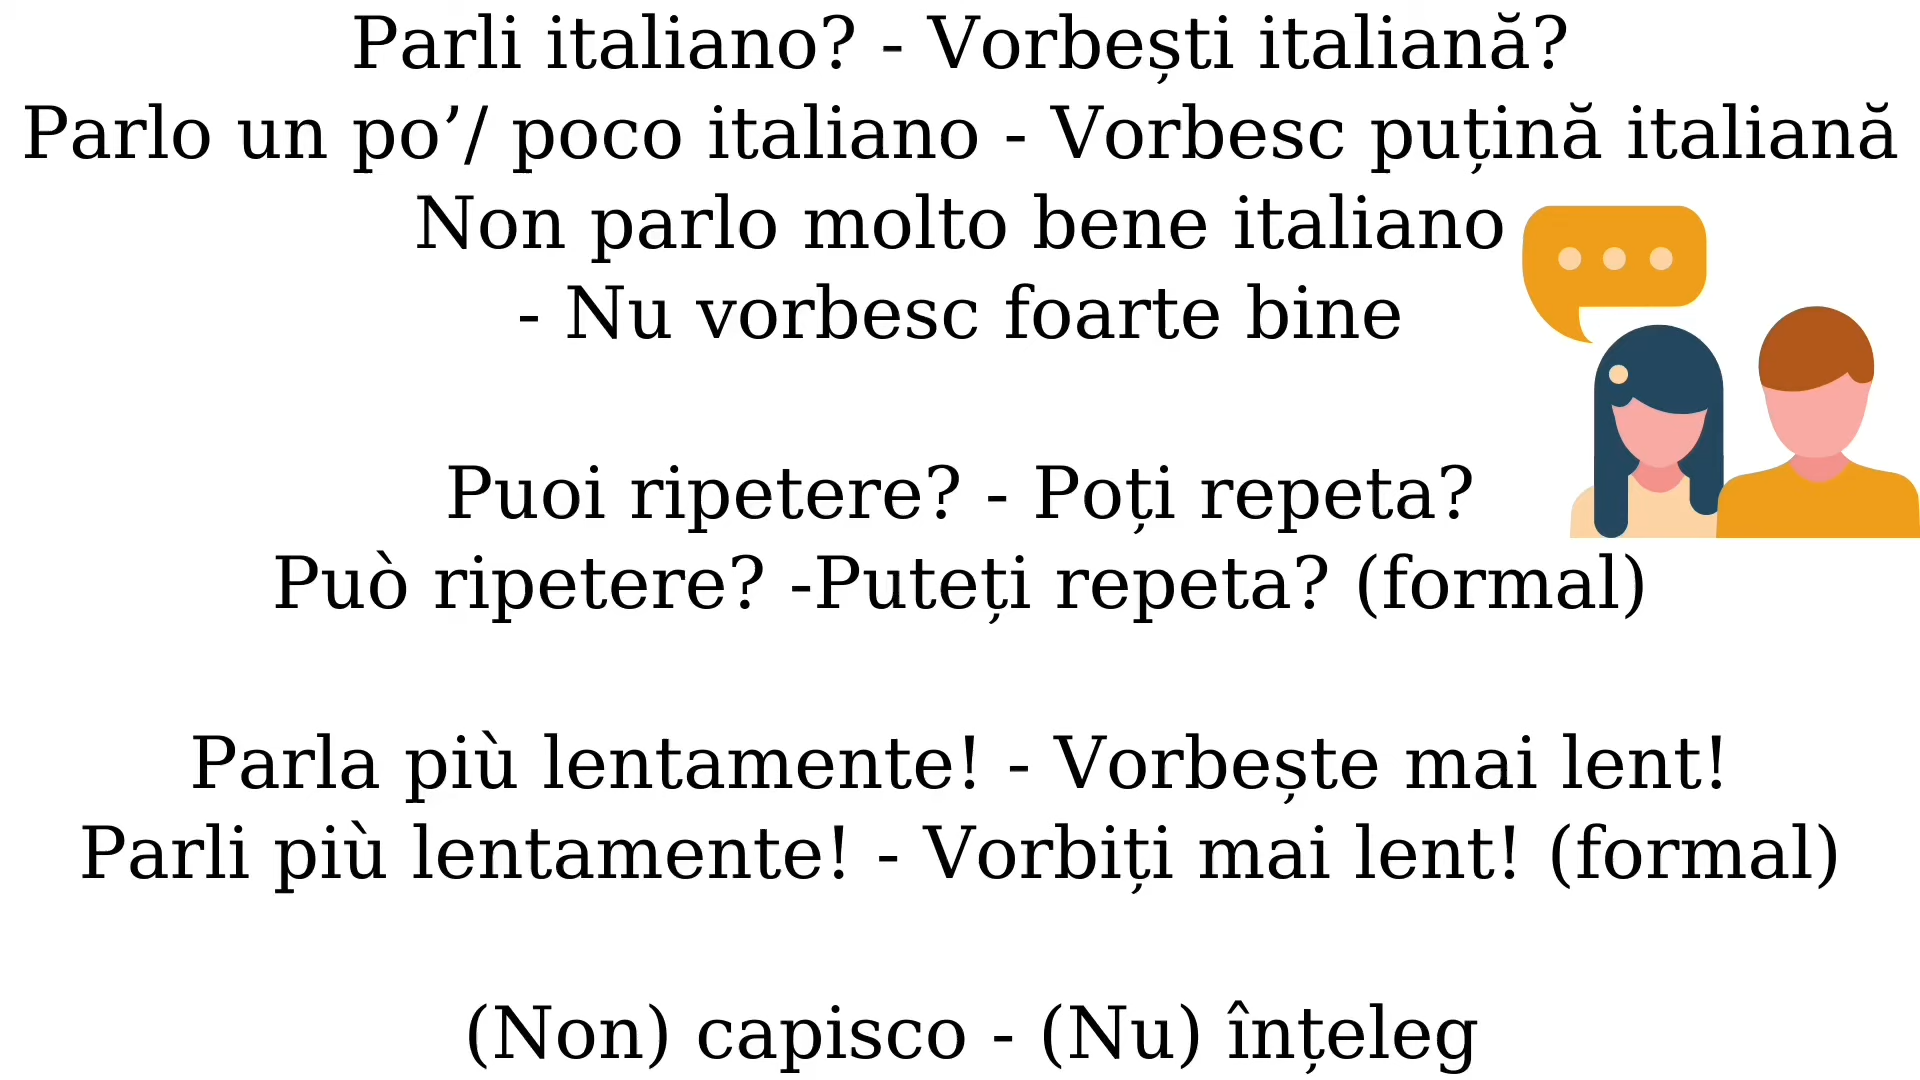 Parli italiano? - Vorbești italiană?
Parlo un po’/ poco italiano - Vorbesc puțină italiană
Non parlo molto bene italiano
- Nu vorbesc foarte bine
Puoi ripetere? - Poți repeta?
Può ripetere? -Puteți repeta? (formal)
Parla più lentamente! - Vorbește mai lent!
Parli più lentamente! - Vorbiți mai lent! (formal)
(Non) capisco - (Nu) înțeleg